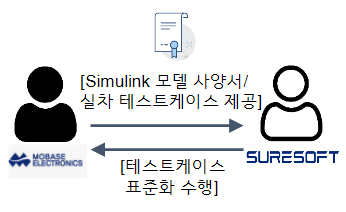 [Simulink 모델 사양서/
실차 테스트케이스 제공]
MOBASE
ELECTRONICS
SURESOFT
[테스트케이스
표준화 수행]